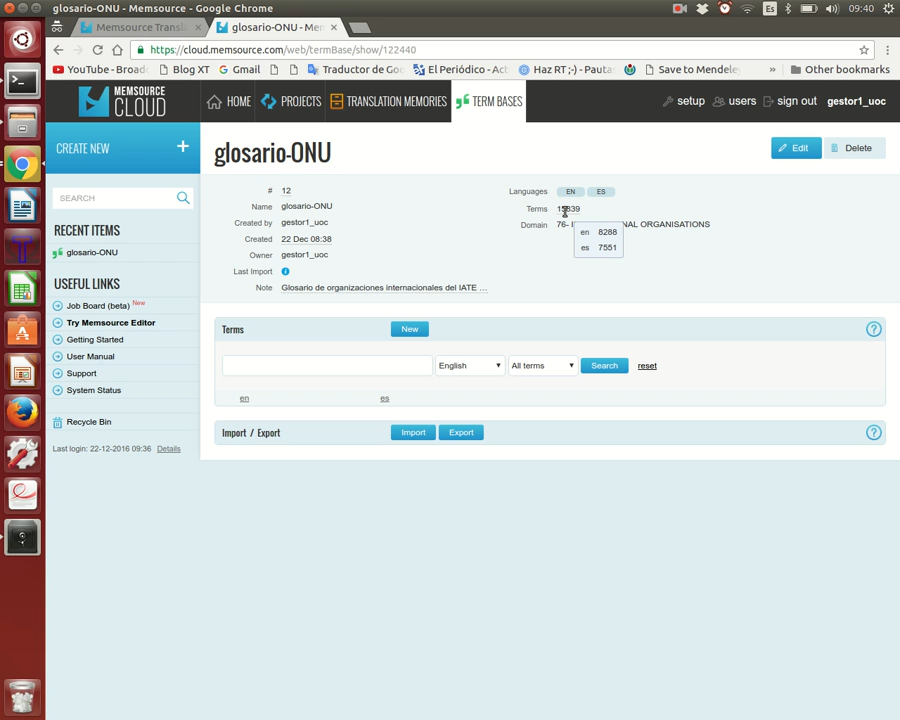 glosario-ONU - Memsource - Google Chrome
Es
09:40
Memsource Transl
glosario-ONU - Mem
https://cloud.memsource.com/web/termBase/show/122440
YouTube - Broad
Blog XT
Gmail
Traductor de Go
El Periódico - Act
Haz RT ;-) - Pauta
Save to Mendele
»
Other bookmarks
MEMSOURCE
CLOUD
HOME
PROJECTS
TRANSLATION MEMORIES
TERM BASES
setup
users
sign out
gestor1_uoc
CREATE NEW
+
SEARCH
RECENT ITEMS
glosario-ONU
USEFUL LINKS
Job Board (beta) New
Try Memsource Editor
Getting Started
User Manual
Support
System Status
Recycle Bin
Last login: 22-12-2016 09:36 Details
glosario-ONU
Edit
Delete
# 12
Name glosario-ONU
Created by gestor1_uoc
Created 22 Dec 08:38
Owner gestor1_uoc
Last Import
Note Glosario de organizaciones internacionales del IATE ...
Languages EN ES
Terms 15839
Domain 76- ORGANISATIONS
en 8288
es 7551
Terms
New
?
English
All terms
Search
reset
en
es
Import / Export
Import
Export
?